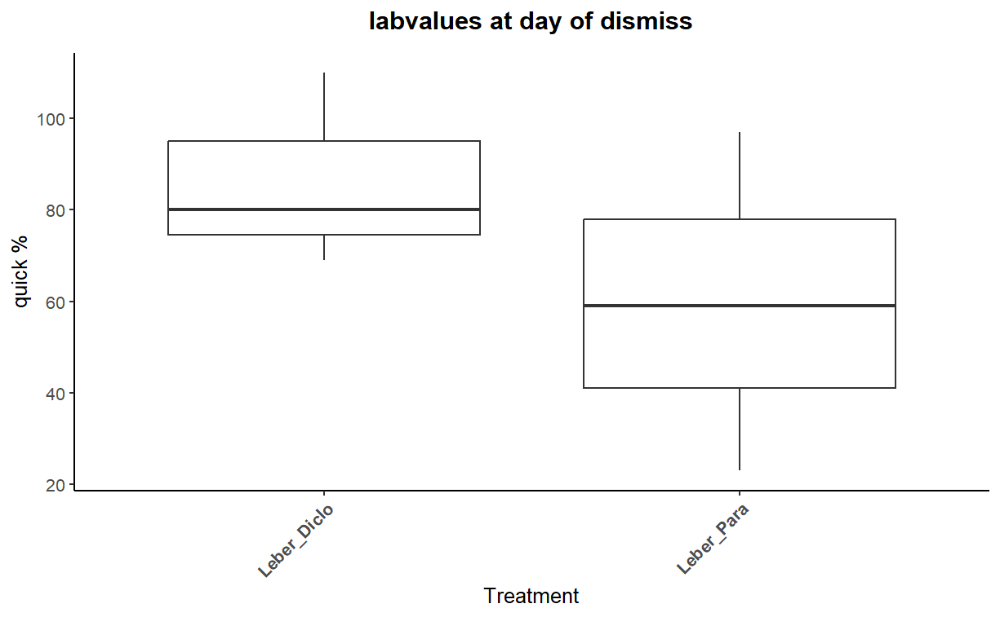 labvalues at day of dismiss
quick %
100
80
60
40
20
Leber_Diclo
Leber_Para
Treatment